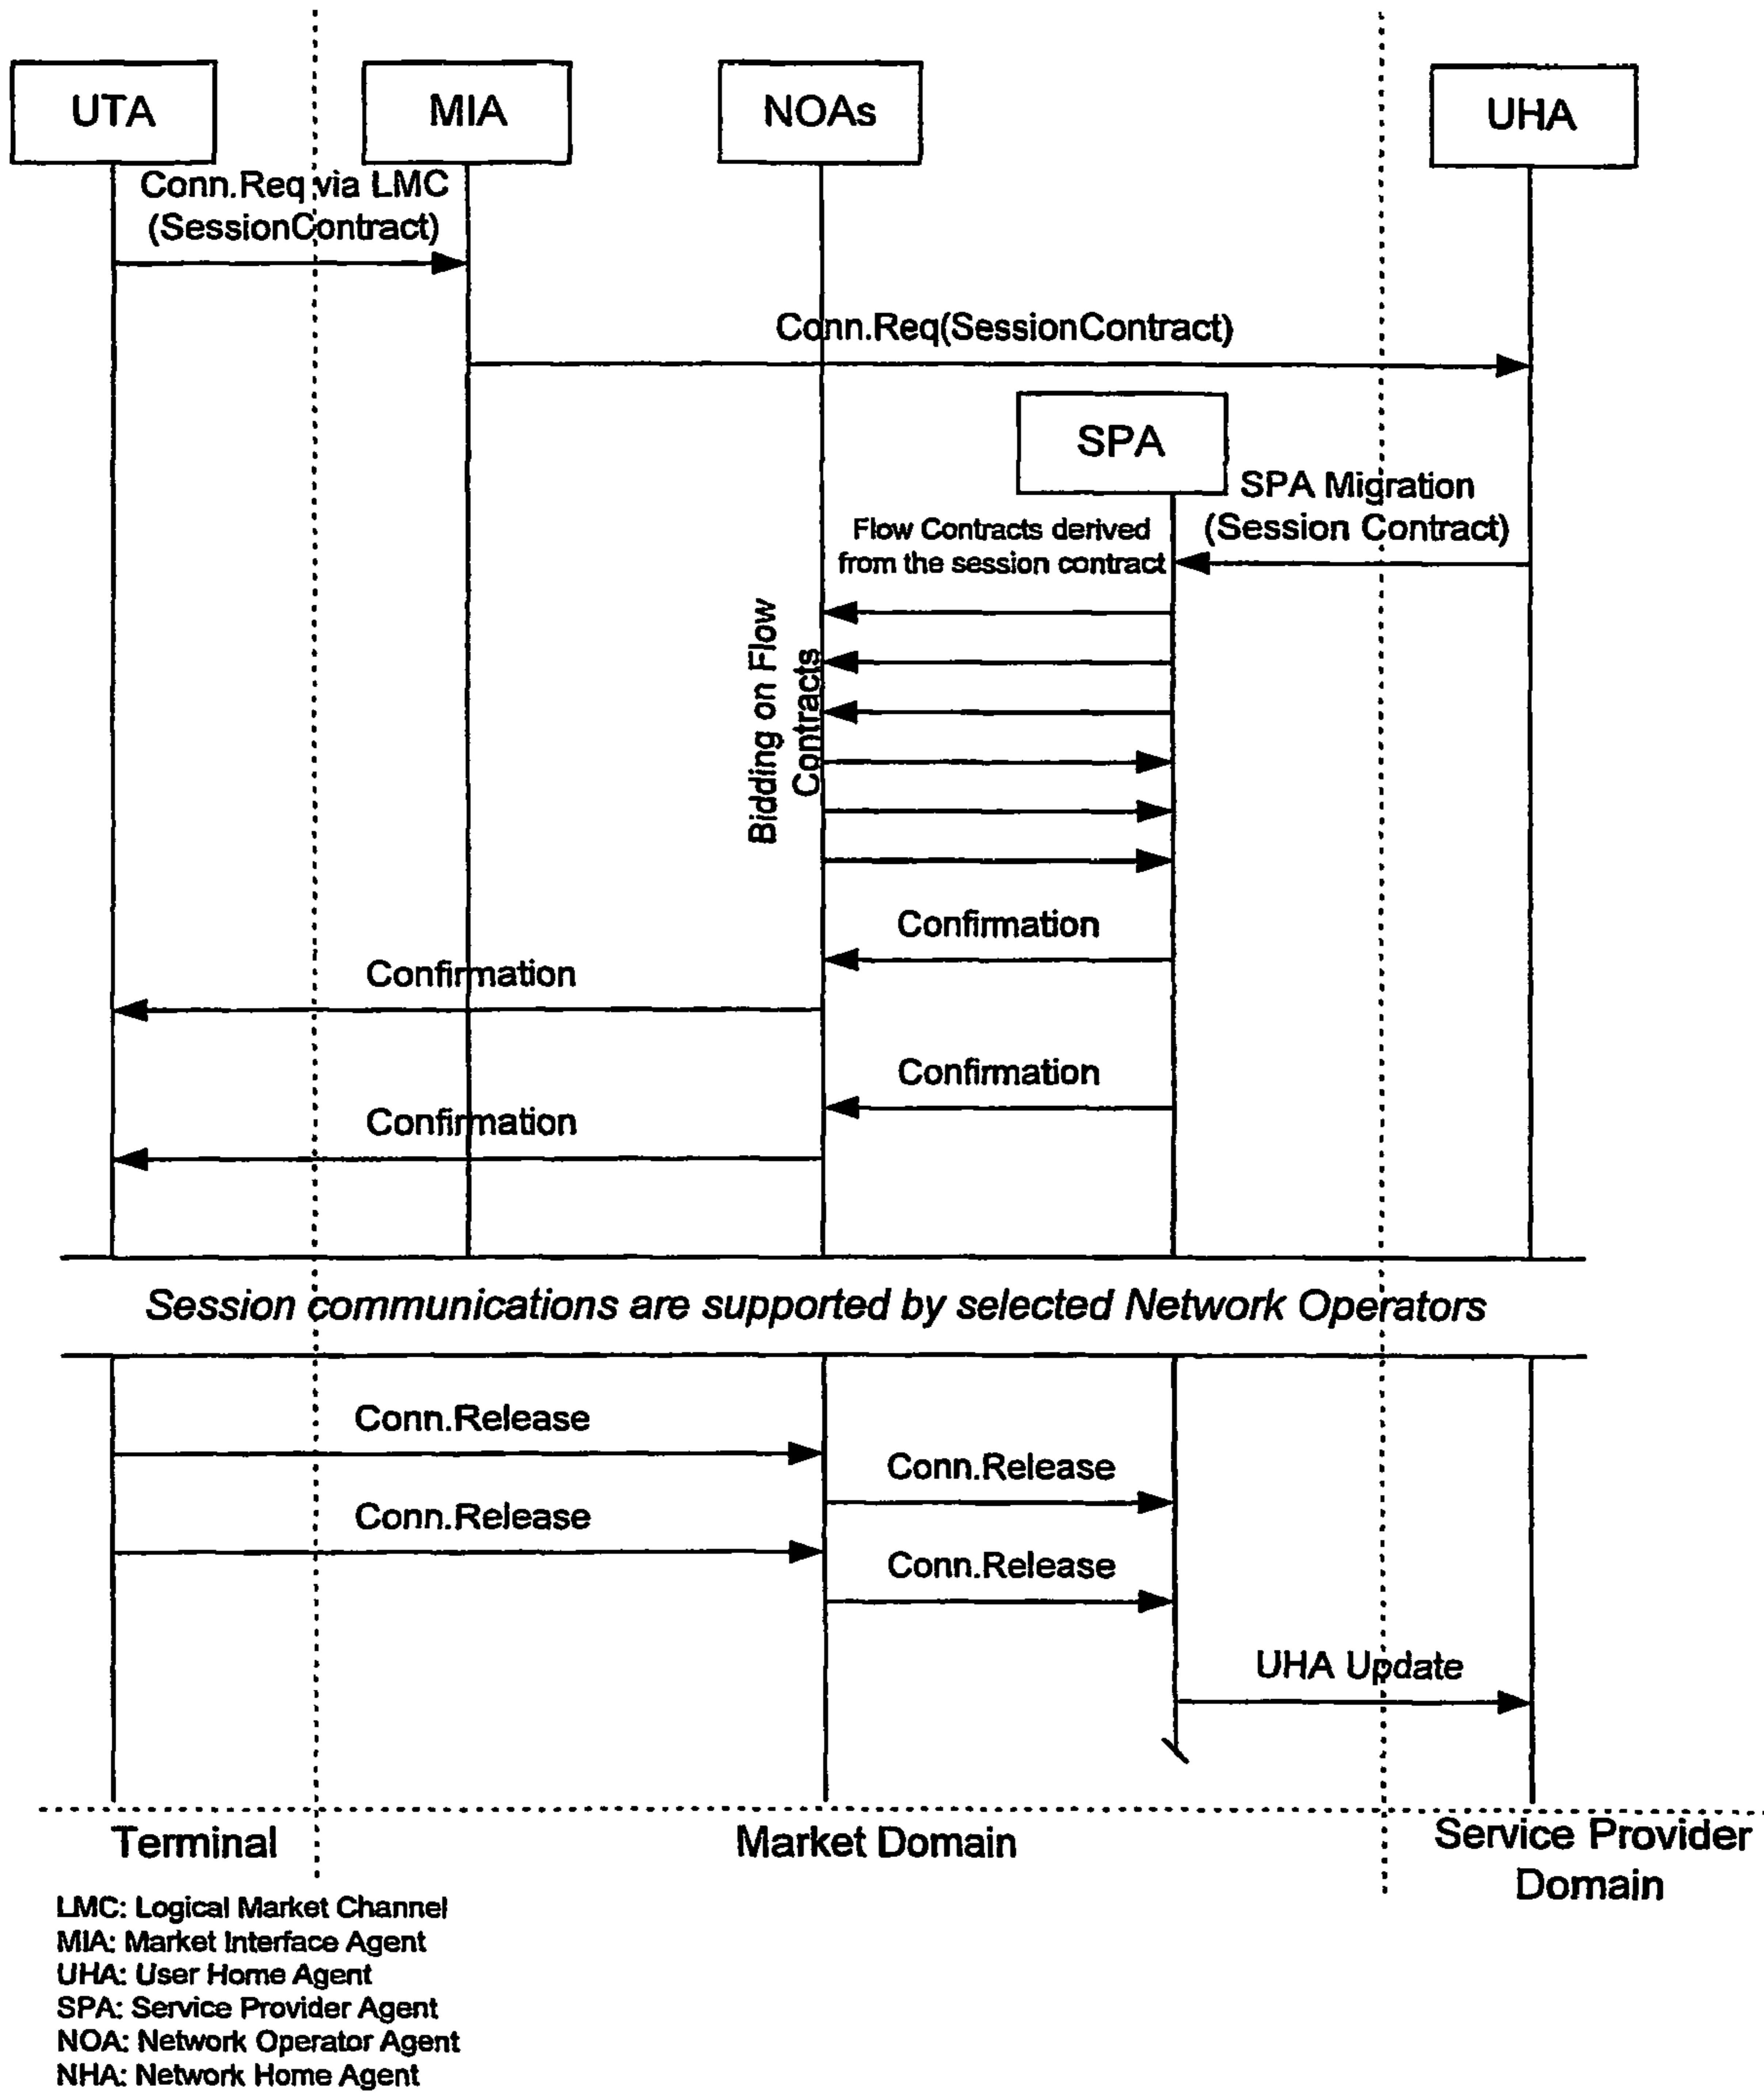 UTA
MIA
NOAs
UHA
Conn.Req via LMC
(SessionContract)
Conn.Req(SessionContract)
SPA
SPA Migration
(Session Contract)
Flow Contracts derived
from the session contract
Bidding on Flow
Contracts
Confirmation
Confirmation
Confirmation
Confirmation
Session communications are supported by selected Network Operators
Conn.Release
Conn.Release
Conn.Release
Conn.Release
UHA Update
Terminal
Market Domain
Service Provider
Domain
LMC: Logical Market Channel
MIA: Market Interface Agent
UHA: User Home Agent
SPA: Service Provider Agent
NOA: Network Operator Agent
NHA: Network Home Agent